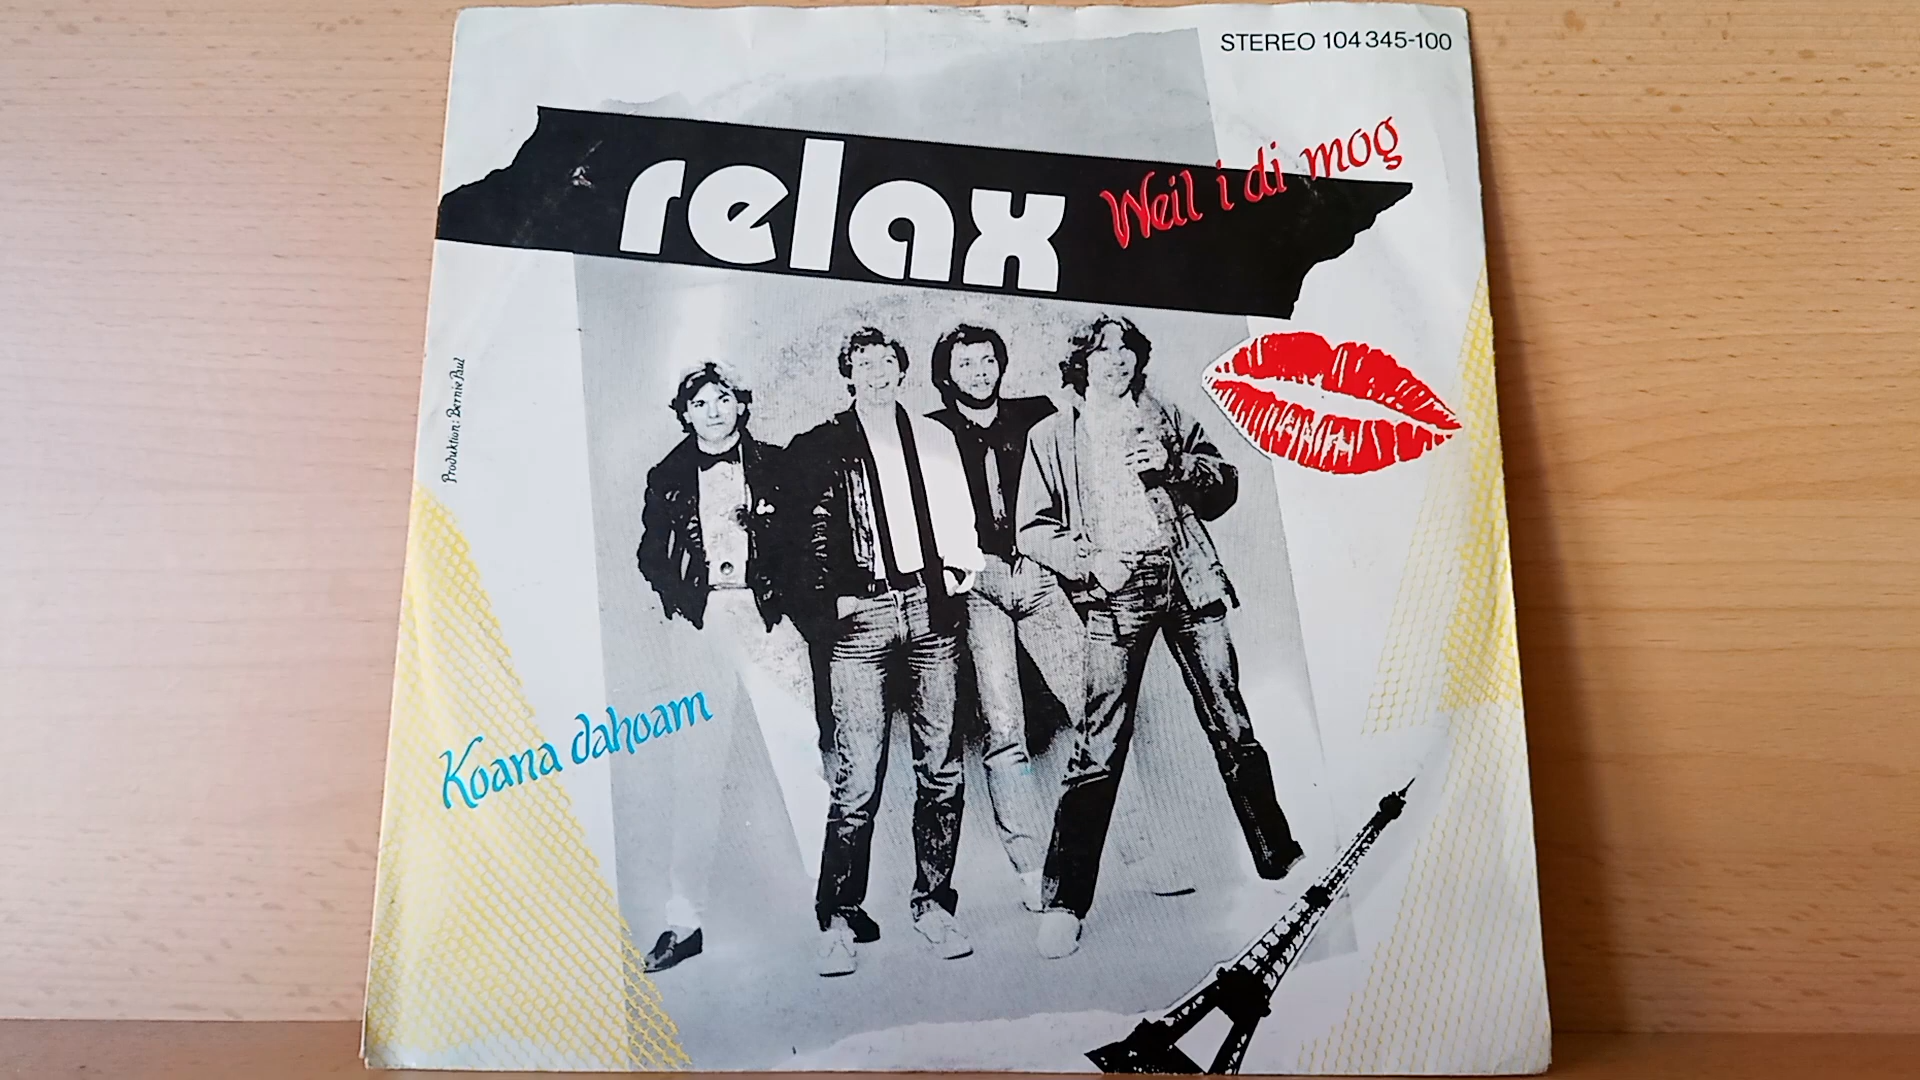 STEREO 104 345-100
relax
Weil i di mog
Produktion: Bernie Paul
Koana dahoam